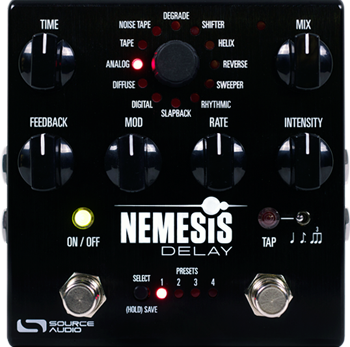 DEGRADE
NOISE TAPE
SHIFTER
TIME
MIX
TAPE
HELIX
ANALOG
REVERSE
DIFFUSE
SWEEPER
DIGITAL
RHYTHMIC
SLAPBACK
FEEDBACK
MOD
RATE
INTENSITY
NEMESIS
DELAY
ON / OFF
TAP
SELECT
PRESETS
1 2 3 4
(HOLD) SAVE
SOURCE
AUDIO